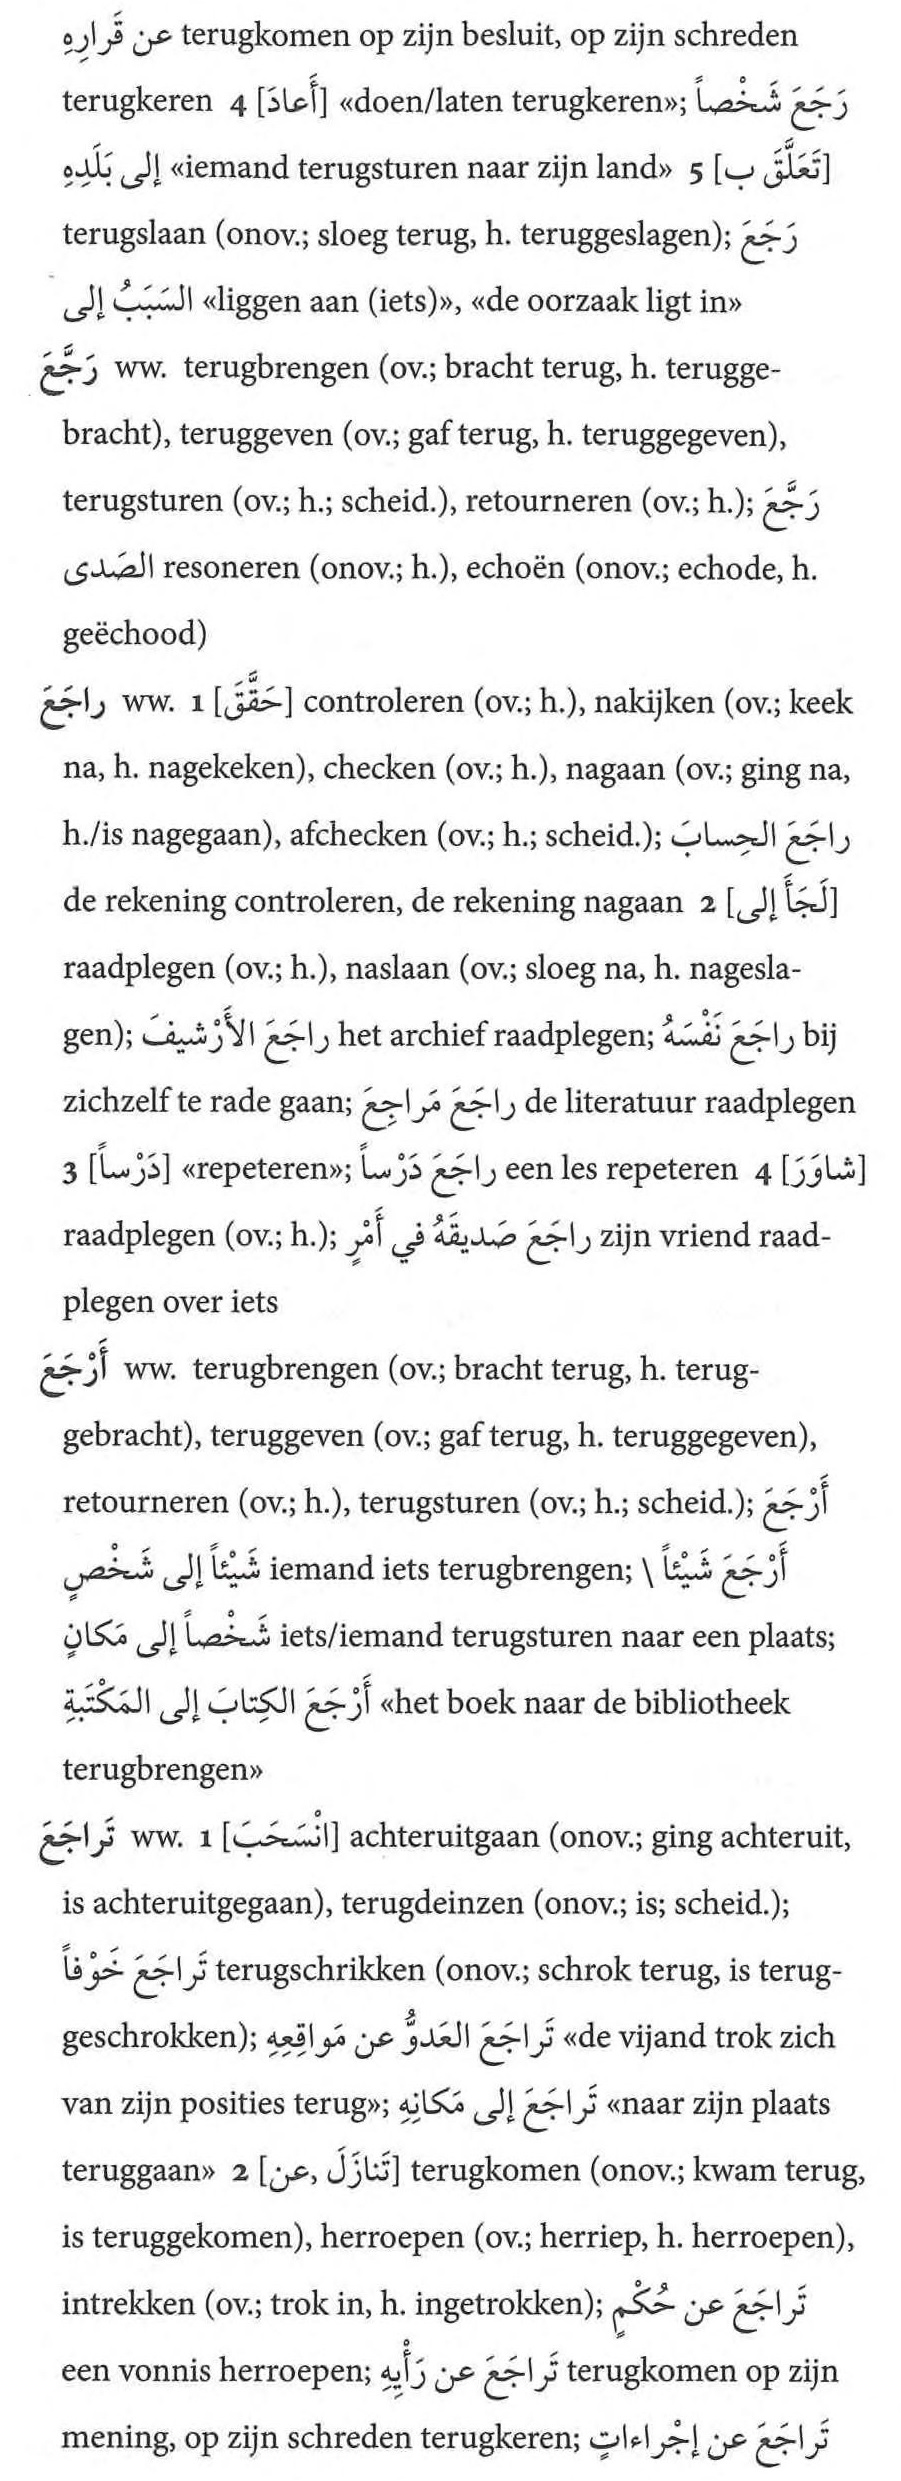 عن قَرارِهِ terugkomen op zijn besluit, op zijn schreden
terugkeren 4 [أَعادَ] «doen/laten terugkeren»; رَجَعَ شَخْصاً
إلى بَلَدِهِ «iemand terugsturen naar zijn land» 5 [تَعَلَّقَ ب]
terugslaan (onov.; sloeg terug, h. teruggeslagen); رَجَعَ
السَبَبُ إلى «liggen aan (iets)», «de oorzaak ligt in»
رَجَّعَ ww. terugbrengen (ov.; bracht terug, h. terugge-
bracht), teruggeven (ov.; gaf terug, h. teruggegeven),
terugsturen (ov.; h.; scheid.), retourneren (ov.; h.); رَجَّعَ
الصَدى resoneren (onov.; h.), echoën (onov.; echode, h.
geëchood)
راجَعَ ww. 1 [حَقَّقَ] controleren (ov.; h.), nakijken (ov.; keek
na, h. nagekeken), checken (ov.; h.), nagaan (ov.; ging na,
h./is nagegaan), afchecken (ov.; h.; scheid.); راجَعَ الحِسابَ
de rekening controleren, de rekening nagaan 2 [لَجَأَ إلى]
raadplegen (ov.; h.), naslaan (ov.; sloeg na, h. nagesla-
gen); راجَعَ الأَرْشيفَ het archief raadplegen; راجَعَ نَفْسَهُ bij
zichzelf te rade gaan; راجَعَ مَراجِعَ de literatuur raadplegen
3 [دَرْساً] «repeteren»; راجَعَ دَرْساً een les repeteren 4 [شاوَرَ]
raadplegen (ov.; h.); راجَعَ صَديقَهُ في أَمْرٍ zijn vriend raad-
plegen over iets
أَرْجَعَ ww. terugbrengen (ov.; bracht terug, h. terug-
gebracht), teruggeven (ov.; gaf terug, h. teruggegeven),
retourneren (ov.; h.), terugsturen (ov.; h.; scheid.); أَرْجَعَ
شَيْئاً إلى شَخْصٍ iemand iets terugbrengen; \ أَرْجَعَ شَيْئاً
شَخْصاً إلى مَكانٍ iets/iemand terugsturen naar een plaats;
أَرْجَعَ الكِتابَ إلى المَكْتَبَةِ «het boek naar de bibliotheek
terugbrengen»
تَراجَعَ ww. 1 [انْسَحَبَ] achteruitgaan (onov.; ging achteruit,
is achteruitgegaan), terugdeinzen (onov.; is; scheid.);
تَراجَعَ خَوْفاً terugschrikken (onov.; schrok terug, is terug-
geschrokken); تَراجَعَ العَدوُّ عن مَواقِعِهِ «de vijand trok zich
van zijn posities terug»; تَراجَعَ إلى مَكانِهِ «naar zijn plaats
teruggaan» 2 [تَنازَلَ ,عن] terugkomen (onov.; kwam terug,
is teruggekomen), herroepen (ov.; herriep, h. herroepen),
intrekken (ov.; trok in, h. ingetrokken); تَراجَعَ عن حُكْمٍ
een vonnis herroepen; تَراجَعَ عن رَأْيِهِ terugkomen op zijn
mening, op zijn schreden terugkeren; تَراجَعَ عن إجْراءاتٍ